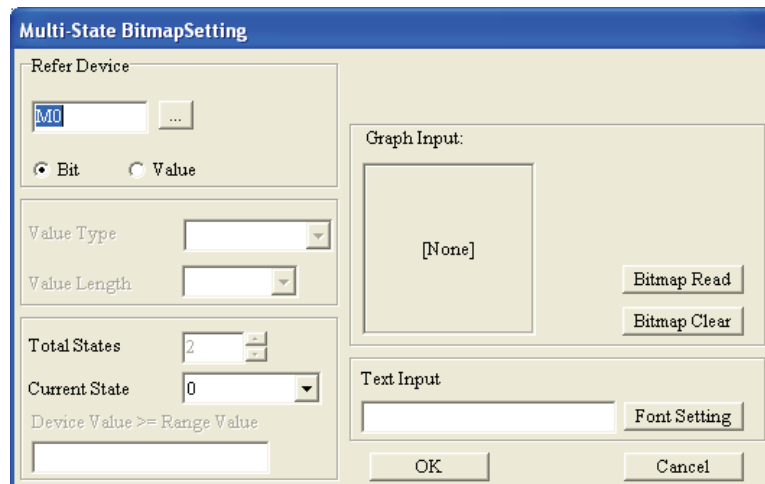 Multi-State BitmapSetting
Refer Device
M0
...
Bit
Value
Value Type
Value Length
Total States
2
Current State
0
Device Value >= Range Value
Graph Input:
[None]
Bitmap Read
Bitmap Clear
Text Input
Font Setting
OK
Cancel